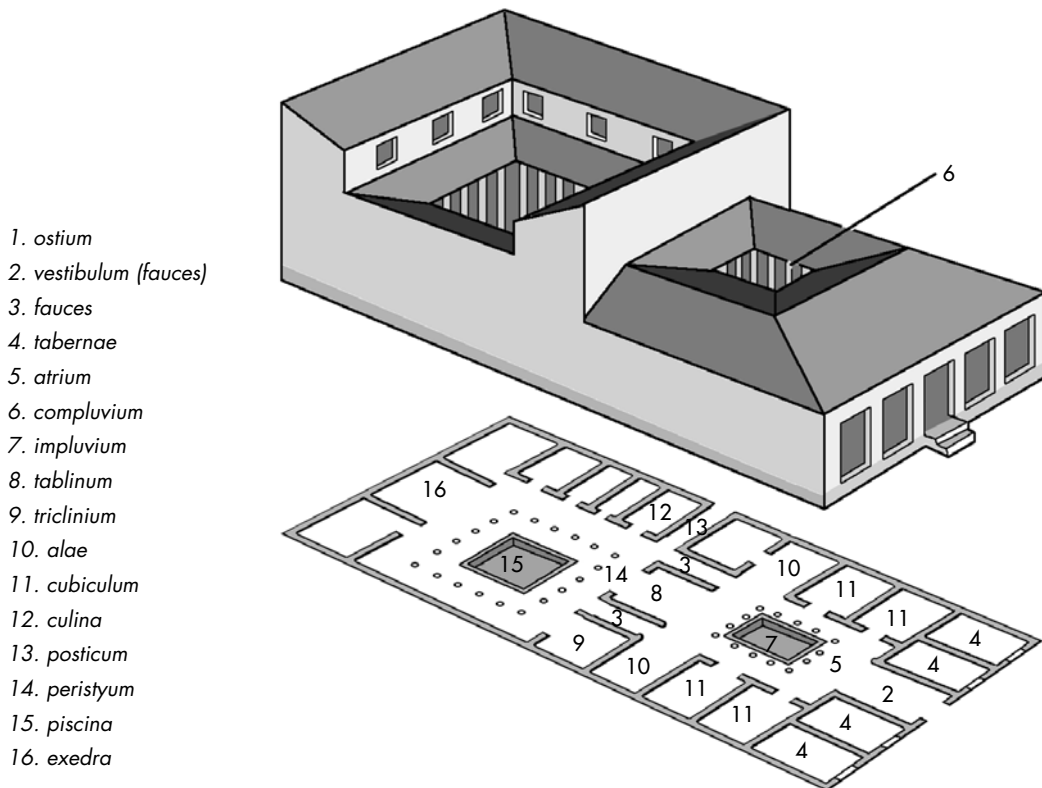 6
1. ostium
2. vestibulum (fauces)
3. fauces
4. tabernae
5. atrium
6. compluvium
7. impluvium
8. tablinum
9. triclinium
10. alae
11. cubiculum
12. culina
13. posticum
14. peristyum
15. piscina
16. exedra
16
12
13
15
14
3
8
10
11
11
4
3
9
7
5
4
10
11
2
11
4
4